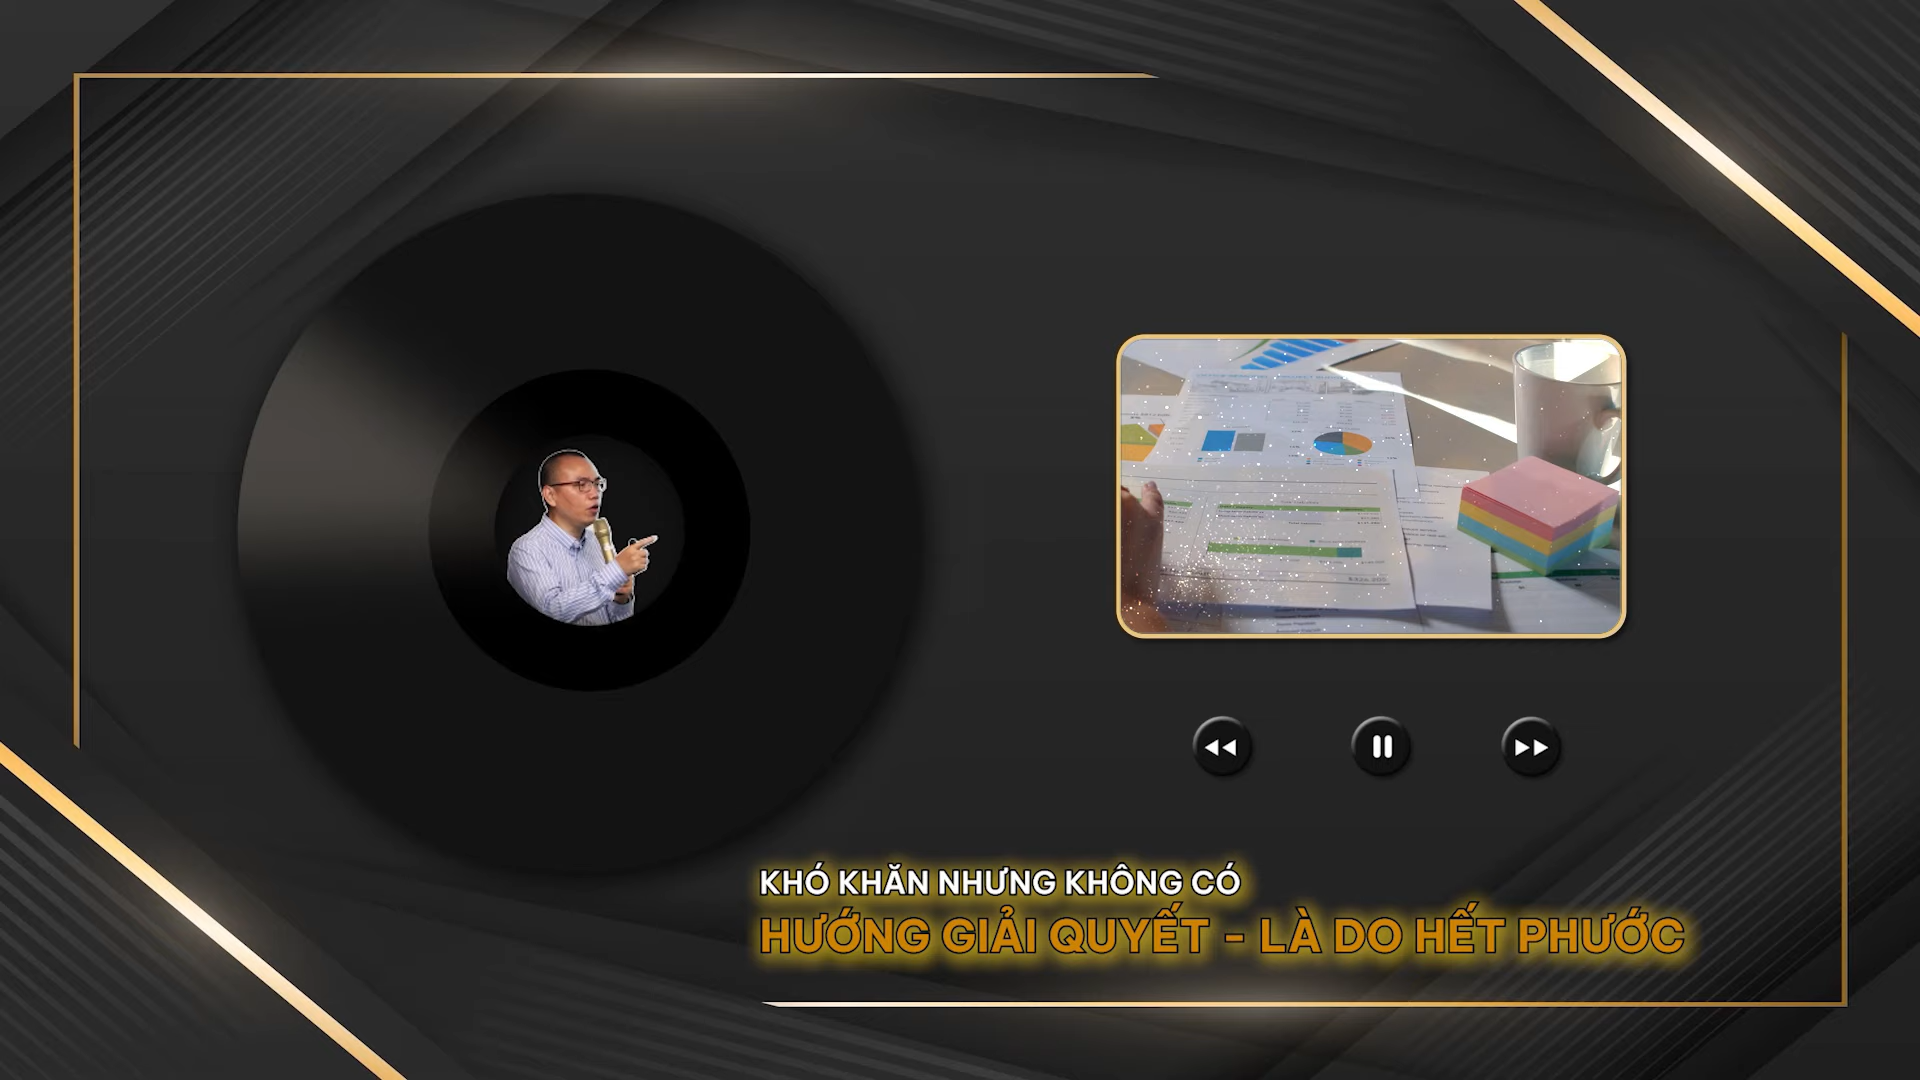 KHÓ KHĂN NHƯNG KHÔNG CÓ
HƯỚNG GIẢI QUYẾT - LÀ DO HẾT PHƯỚC